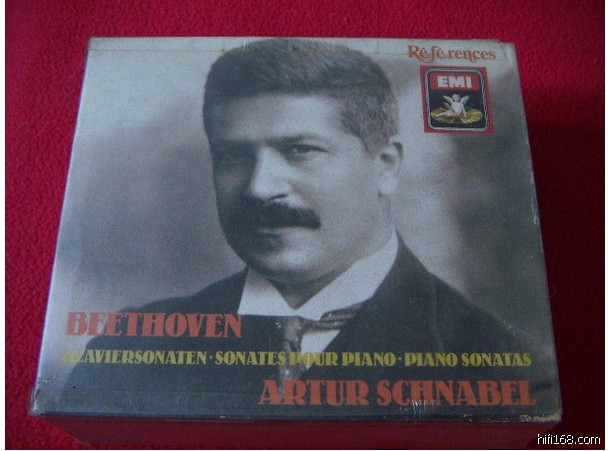 Références
EMI
BEETHOVEN
KLAVIERSONATEN · SONATES POUR PIANO · PIANO SONATAS
ARTUR SCHNABEL
hifi168.com